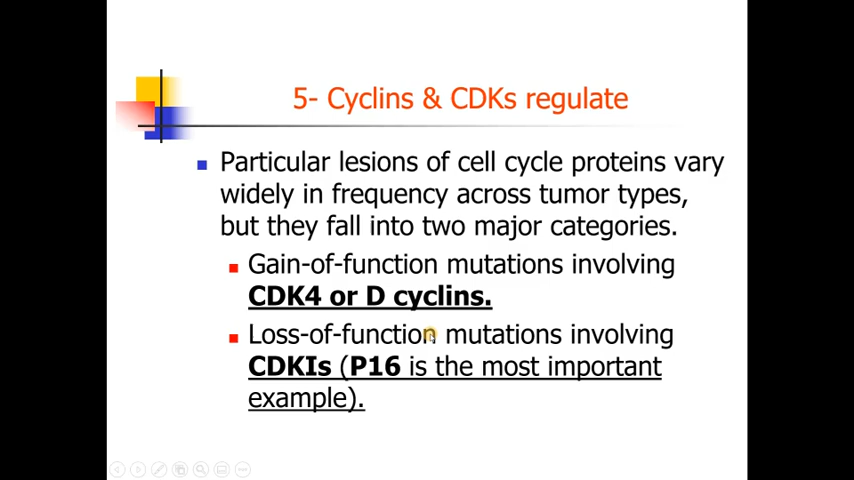 5- Cyclins & CDKs regulate
Particular lesions of cell cycle proteins vary
widely in frequency across tumor types,
but they fall into two major categories.
Gain-of-function mutations involving
CDK4 or D cyclins.
Loss-of-function mutations involving
CDKIs (P16 is the most important
example).